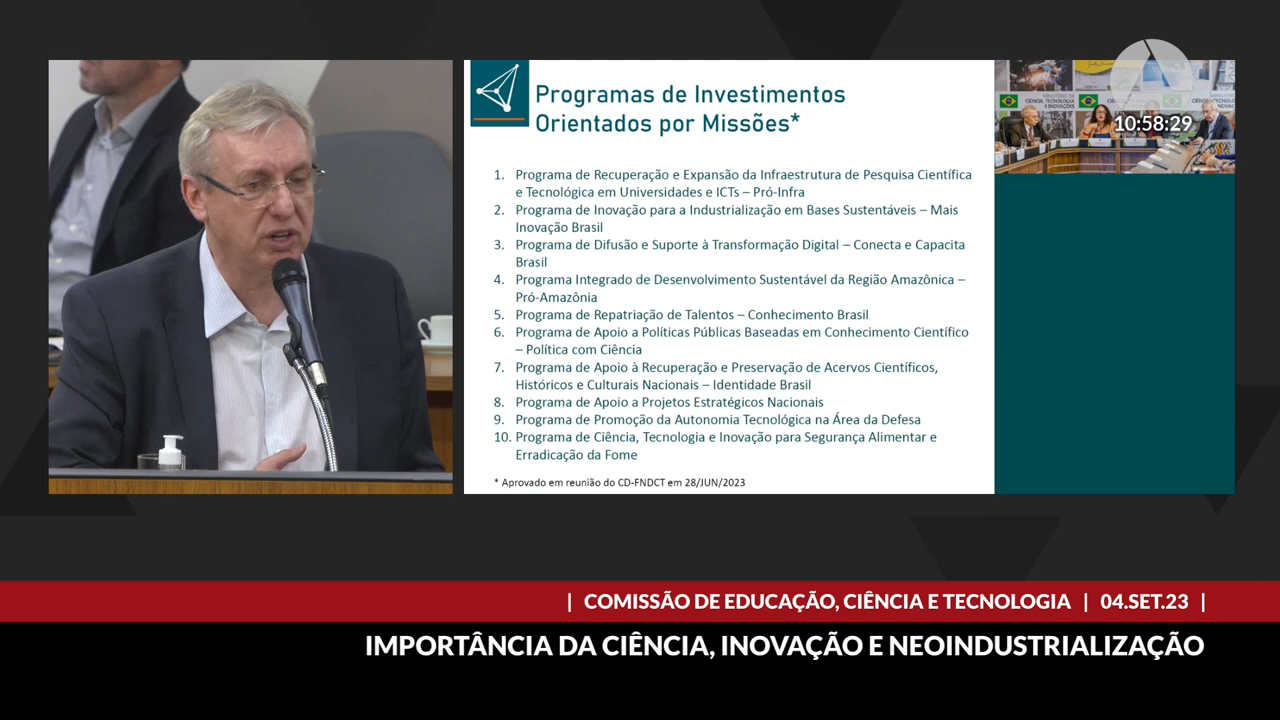 Programas de Investimentos
Orientados por Missões*
1. Programa de Recuperação e Expansão da Infraestrutura de Pesquisa Científica
e Tecnológica em Universidades e ICTs – Pró-Infra
2. Programa de Inovação para a Industrialização em Bases Sustentáveis – Mais
Inovação Brasil
3. Programa de Difusão e Suporte à Transformação Digital – Conecta e Capacita
Brasil
4. Programa Integrado de Desenvolvimento Sustentável da Região Amazônica –
Pró-Amazônia
5. Programa de Repatriação de Talentos – Conhecimento Brasil
6. Programa de Apoio a Políticas Públicas Baseadas em Conhecimento Científico
– Política com Ciência
7. Programa de Apoio à Recuperação e Preservação de Acervos Científicos,
Históricos e Culturais Nacionais – Identidade Brasil
8. Programa de Apoio a Projetos Estratégicos Nacionais
9. Programa de Promoção da Autonomia Tecnológica na Área da Defesa
10. Programa de Ciência, Tecnologia e Inovação para Segurança Alimentar e
Erradicação da Fome
* Aprovado em reunião do CD-FNDCT em 28/JUN/2023
10:58:29
| COMISSÃO DE EDUCAÇÃO, CIÊNCIA E TECNOLOGIA | 04.SET.23 |
IMPORTÂNCIA DA CIÊNCIA, INOVAÇÃO E NEOINDUSTRIALIZAÇÃO